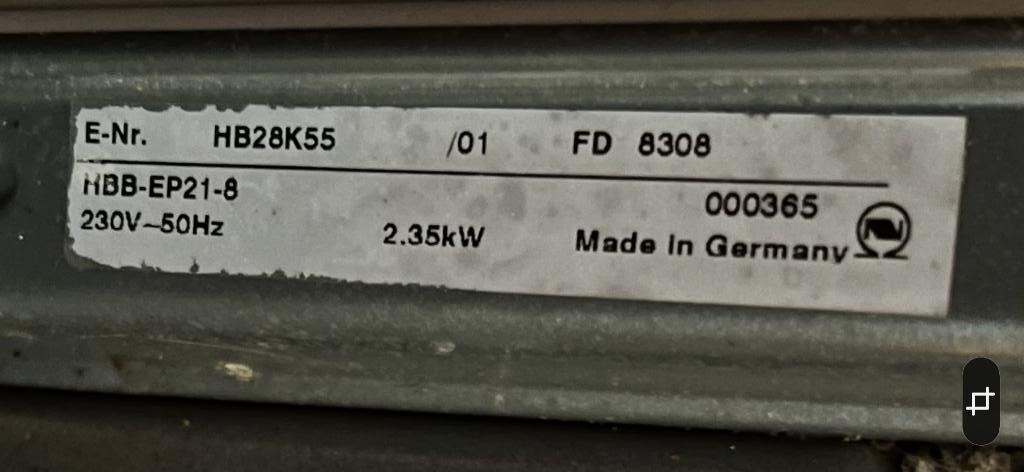 E-Nr. HB28K55 /01 FD 8308
HBB-EP21-8 000365
230V~50Hz 2.35kW Made in Germany